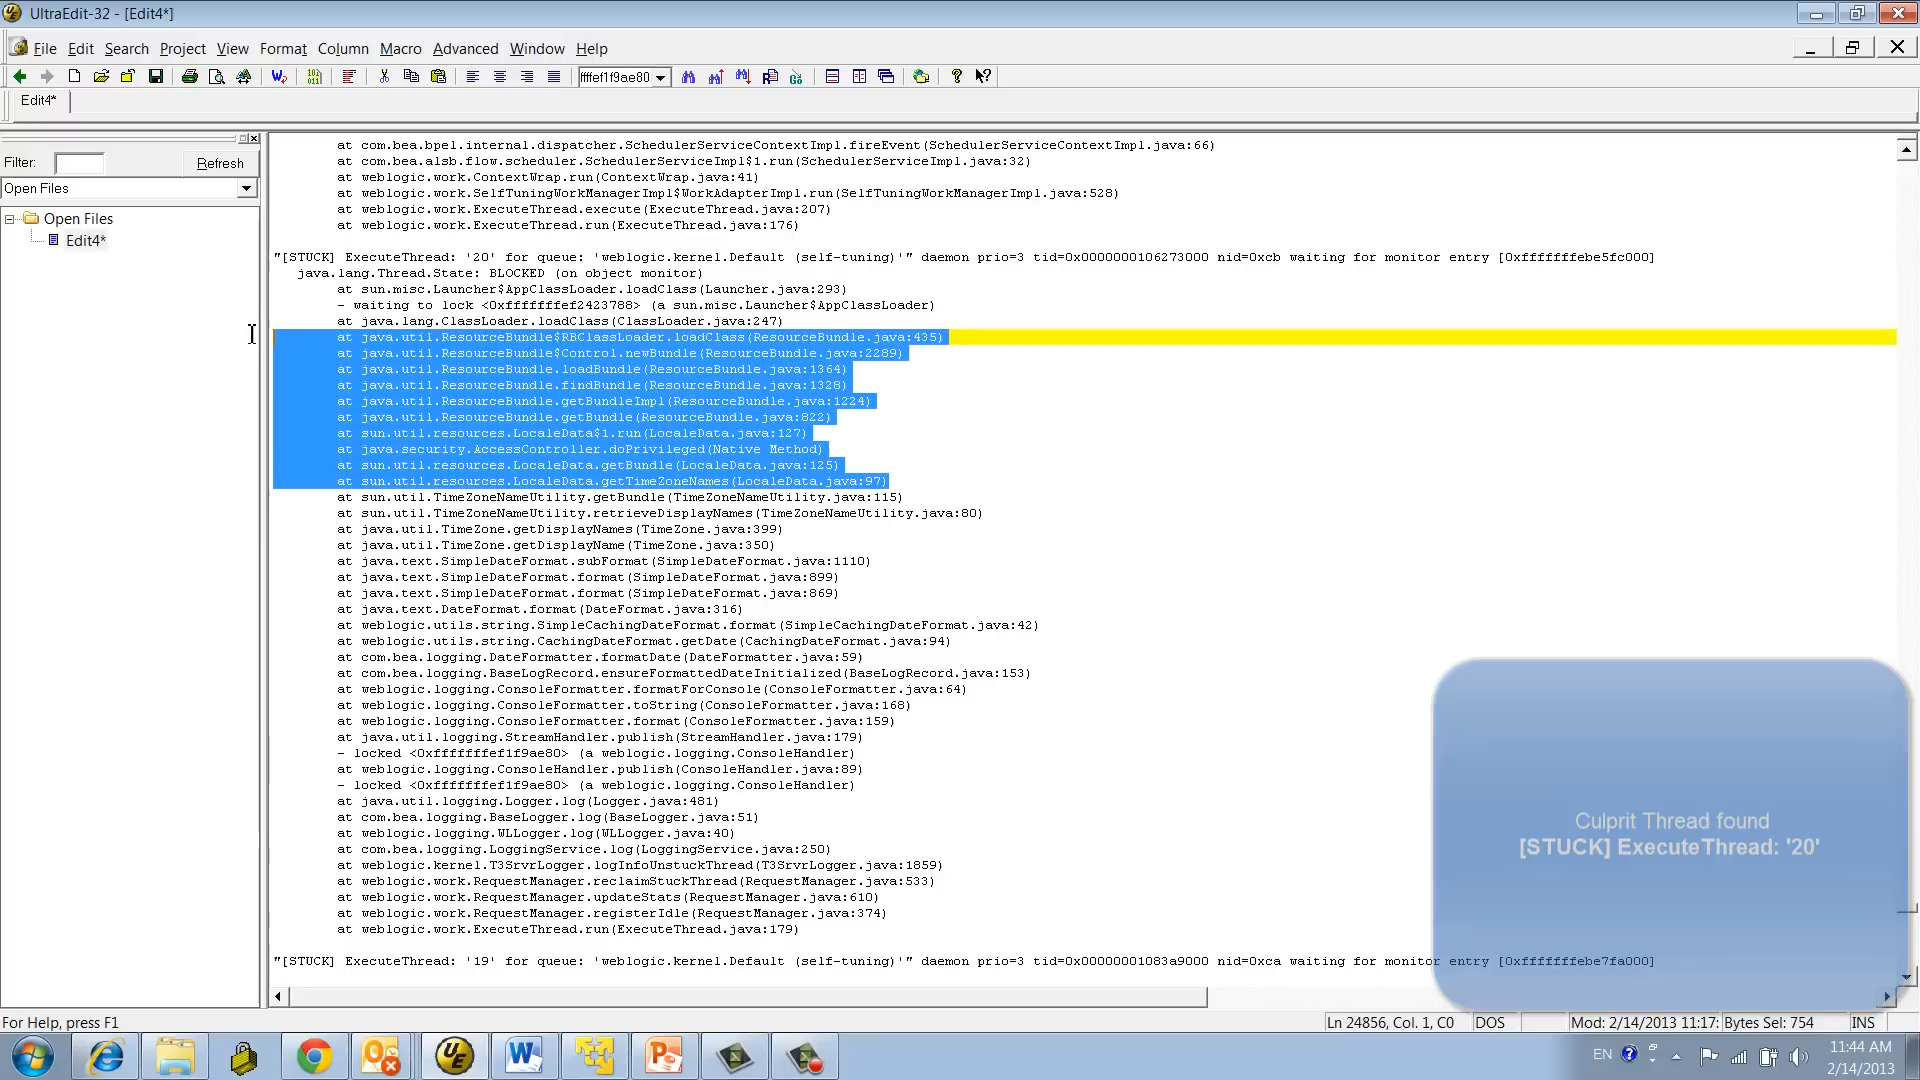 UltraEdit-32 - [Edit4*]
File Edit Search Project View Format Column Macro Advanced Window Help
ffffef1f9ae80
Edit4*
Filter: Refresh
Open Files
Open Files
Edit4*
at com.bea.bpel.internal.dispatcher.SchedulerServiceContextImpl.fireEvent(SchedulerServiceContextImpl.java:66)
at com.bea.alsb.flow.scheduler.SchedulerServiceImpl$1.run(SchedulerServiceImpl.java:32)
at weblogic.work.ContextWrap.run(ContextWrap.java:41)
at weblogic.work.SelfTuningWorkManagerImpl$WorkAdapterImpl.run(SelfTuningWorkManagerImpl.java:528)
at weblogic.work.ExecuteThread.execute(ExecuteThread.java:207)
at weblogic.work.ExecuteThread.run(ExecuteThread.java:176)
"[STUCK] ExecuteThread: '20' for queue: 'weblogic.kernel.Default (self-tuning)'" daemon prio=3 tid=0x0000000106273000 nid=0xcb waiting for monitor entry [0xfffffffebe5fc000]
java.lang.Thread.State: BLOCKED (on object monitor)
at sun.misc.Launcher$AppClassLoader.loadClass(Launcher.java:293)
- waiting to lock <0xfffffffef2423788> (a sun.misc.Launcher$AppClassLoader)
at java.lang.ClassLoader.loadClass(ClassLoader.java:247)
at java.util.ResourceBundle$RBClassLoader.loadClass(ResourceBundle.java:435)
at java.util.ResourceBundle$Control.newBundle(ResourceBundle.java:2289)
at java.util.ResourceBundle.loadBundle(ResourceBundle.java:1364)
at java.util.ResourceBundle.findBundle(ResourceBundle.java:1328)
at java.util.ResourceBundle.getBundleImpl(ResourceBundle.java:1224)
at java.util.ResourceBundle.getBundle(ResourceBundle.java:822)
at sun.util.resources.LocaleData$1.run(LocaleData.java:127)
at java.security.AccessController.doPrivileged(Native Method)
at sun.util.resources.LocaleData.getBundle(LocaleData.java:125)
at sun.util.resources.LocaleData.getTimeZoneNames(LocaleData.java:97)
at sun.util.TimeZoneNameUtility.getBundle(TimeZoneNameUtility.java:115)
at sun.util.TimeZoneNameUtility.retrieveDisplayNames(TimeZoneNameUtility.java:80)
at java.util.TimeZone.getDisplayNames(TimeZone.java:399)
at java.util.TimeZone.getDisplayName(TimeZone.java:350)
at java.text.SimpleDateFormat.subFormat(SimpleDateFormat.java:1110)
at java.text.SimpleDateFormat.format(SimpleDateFormat.java:899)
at java.text.SimpleDateFormat.format(SimpleDateFormat.java:869)
at java.text.DateFormat.format(DateFormat.java:316)
at weblogic.utils.string.SimpleCachingDateFormat.format(SimpleCachingDateFormat.java:42)
at weblogic.utils.string.CachingDateFormat.getDate(CachingDateFormat.java:94)
at com.bea.logging.DateFormatter.formatDate(DateFormatter.java:59)
at com.bea.logging.BaseLogRecord.ensureFormattedDateInitialized(BaseLogRecord.java:153)
at weblogic.logging.ConsoleFormatter.formatForConsole(ConsoleFormatter.java:64)
at weblogic.logging.ConsoleFormatter.toString(ConsoleFormatter.java:168)
at weblogic.logging.ConsoleFormatter.format(ConsoleFormatter.java:159)
at java.util.logging.StreamHandler.publish(StreamHandler.java:179)
- locked <0xfffffffef1f9ae80> (a weblogic.logging.ConsoleHandler)
at weblogic.logging.ConsoleHandler.publish(ConsoleHandler.java:89)
- locked <0xfffffffef1f9ae80> (a weblogic.logging.ConsoleHandler)
at java.util.logging.Logger.log(Logger.java:481)
at com.bea.logging.BaseLogger.log(BaseLogger.java:51)
at weblogic.logging.WLLogger.log(WLLogger.java:40)
at com.bea.logging.LoggingService.log(LoggingService.java:250)
at weblogic.kernel.T3SrvrLogger.logInfoUnstuckThread(T3SrvrLogger.java:1859)
at weblogic.work.RequestManager.reclaimStuckThread(RequestManager.java:533)
at weblogic.work.RequestManager.updateStats(RequestManager.java:610)
at weblogic.work.RequestManager.registerIdle(RequestManager.java:374)
at weblogic.work.ExecuteThread.run(ExecuteThread.java:179)
"[STUCK] ExecuteThread: '19' for queue: 'weblogic.kernel.Default (self-tuning)'" daemon prio=3 tid=0x00000001083a9000 nid=0xca waiting for monitor entry [0xfffffffebe7fa000]
Culprit Thread found
[STUCK] ExecuteThread: '20'
For Help, press F1
Ln 24856, Col. 1, C0 DOS Mod: 2/14/2013 11:17: Bytes Sel: 754 INS
EN
11:44 AM
2/14/2013